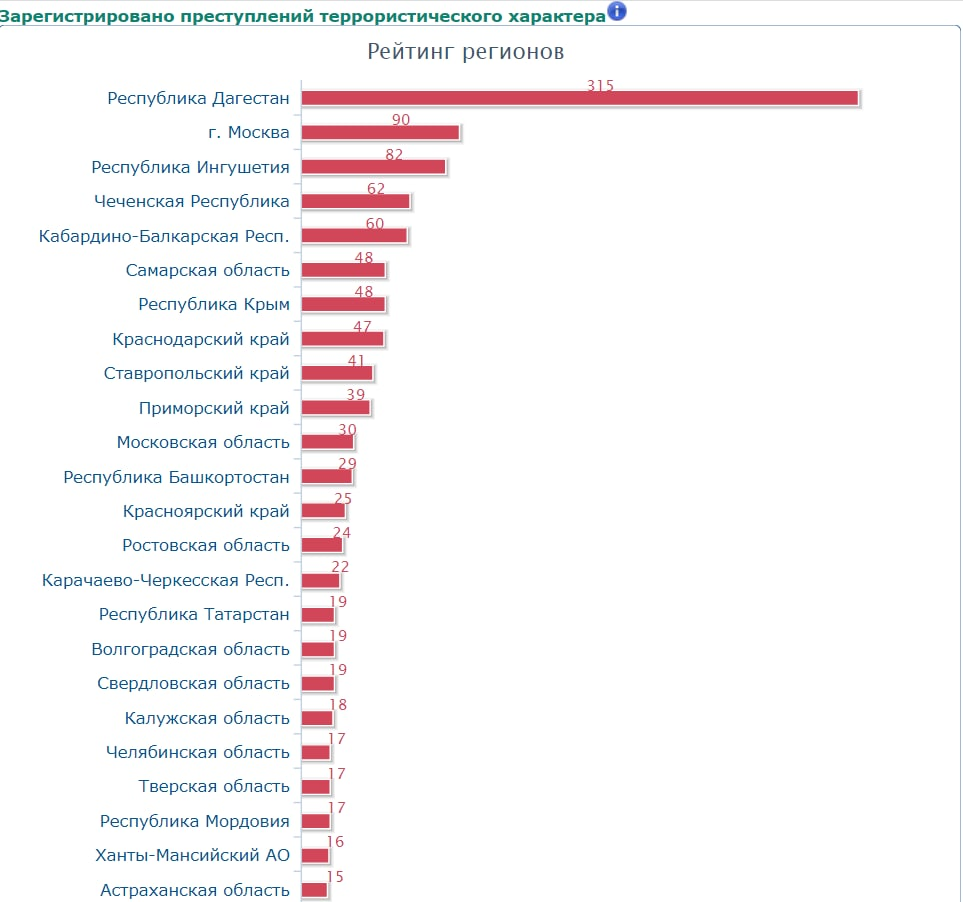 Зарегистрировано преступлений террористического характера i
Рейтинг регионов
Республика Дагестан 315
г. Москва 90
Республика Ингушетия 82
Чеченская Республика 62
Кабардино-Балкарская Респ. 60
Самарская область 48
Республика Крым 48
Краснодарский край 47
Ставропольский край 41
Приморский край 39
Московская область 30
Республика Башкортостан 29
Красноярский край 25
Ростовская область 24
Карачаево-Черкесская Респ. 22
Республика Татарстан 19
Волгоградская область 19
Свердловская область 19
Калужская область 18
Челябинская область 17
Тверская область 17
Республика Мордовия 17
Ханты-Мансийский АО 16
Астраханская область 15